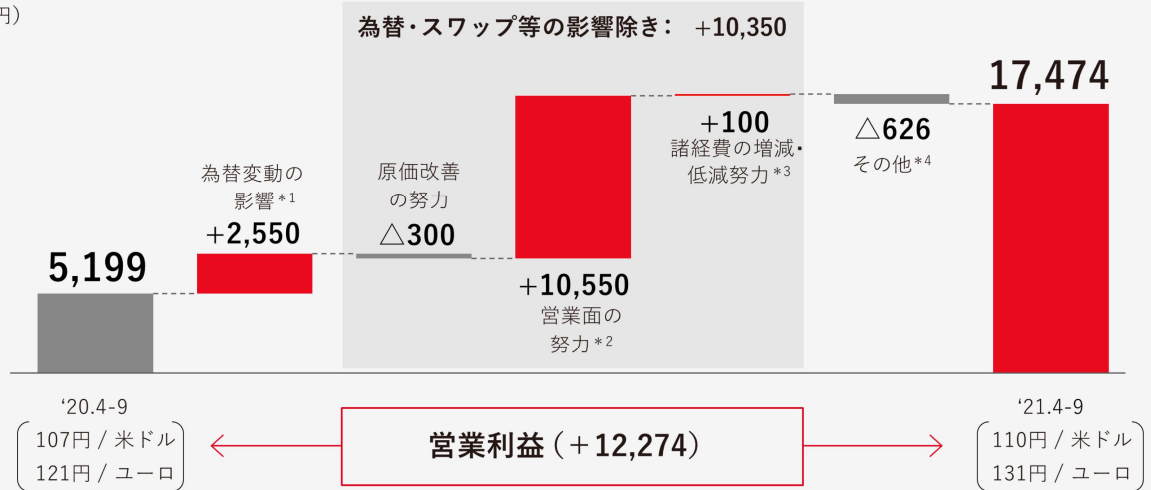 円）
為替・スワップ等の影響除き： +10,350
17,474
+100
諸経費の増減・
低減努力*3
△626
その他*4
為替変動の
影響*1
+2,550
原価改善
の努力
△300
5,199
+10,550
営業面の
努力*2
‘20.4-9
107円 / 米ドル
121円 / ユーロ
営業利益（＋12,274）
‘21.4-9
110円 / 米ドル
131円 / ユーロ